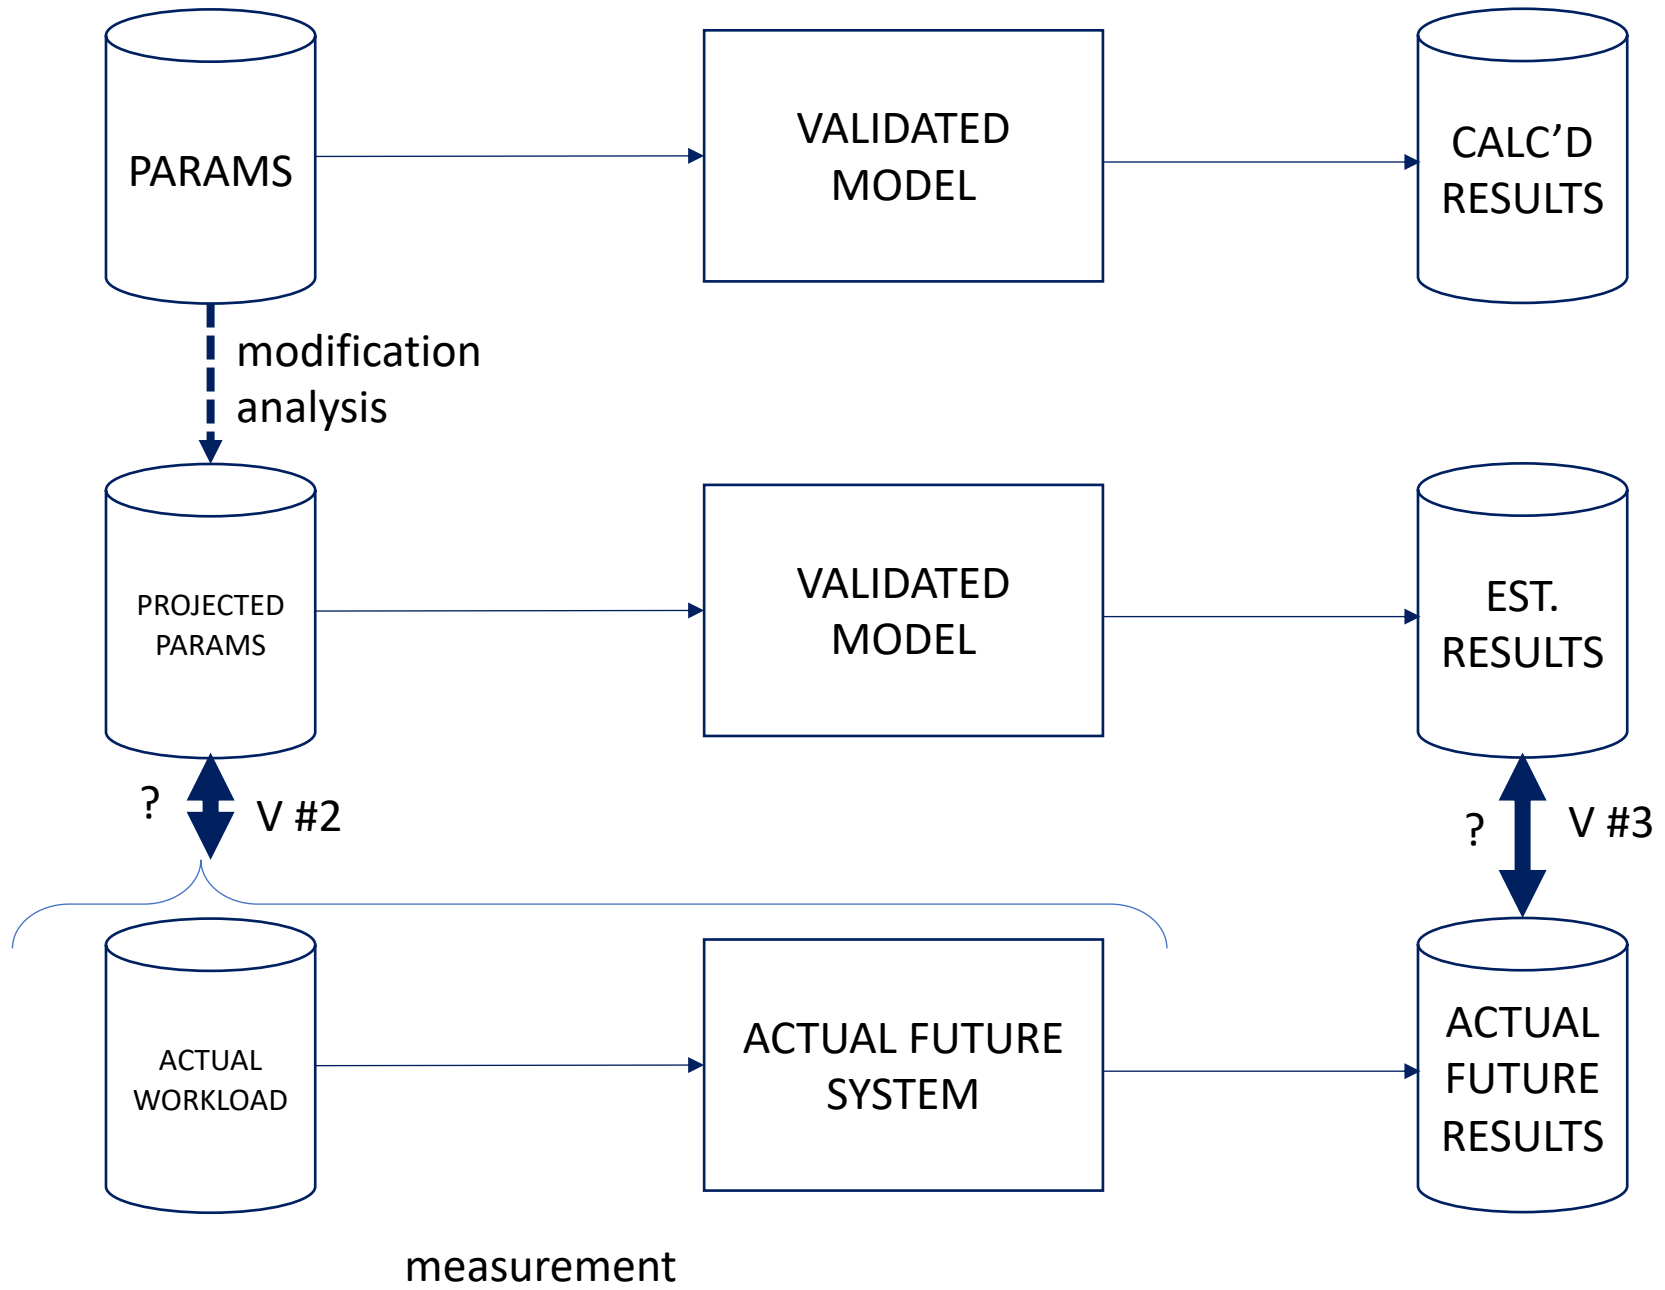 PARAMS
VALIDATED
MODEL
CALC’D
RESULTS
modification
analysis
PROJECTED
PARAMS
VALIDATED
MODEL
EST.
RESULTS
?
V #2
?
V #3
ACTUAL
WORKLOAD
ACTUAL FUTURE
SYSTEM
ACTUAL
FUTURE
RESULTS
measurement